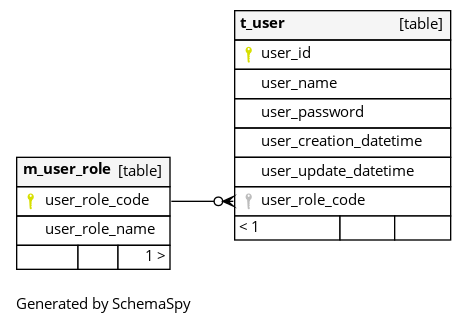 t_user [table]
user_id
user_name
user_password
user_creation_datetime
user_update_datetime
user_role_code
< 1
m_user_role [table]
user_role_code
user_role_name
1 >
Generated by SchemaSpy